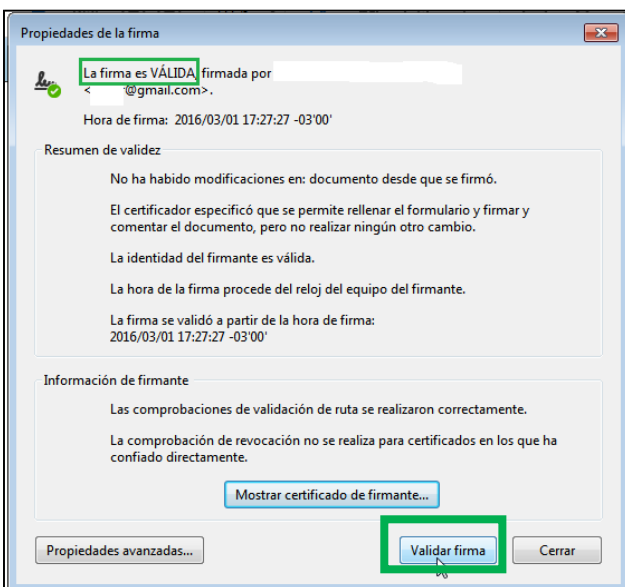 Propiedades de la firma
La firma es VÁLIDA, firmada por
< @gmail.com>.
Hora de firma: 2016/03/01 17:27:27 -03'00'
Resumen de validez
No ha habido modificaciones en: documento desde que se firmó.
El certificador especificó que se permite rellenar el formulario y firmar y
comentar el documento, pero no realizar ningún otro cambio.
La identidad del firmante es válida.
La hora de la firma procede del reloj del equipo del firmante.
La firma se validó a partir de la hora de firma:
2016/03/01 17:27:27 -03'00'
Información de firmante
Las comprobaciones de validación de ruta se realizaron correctamente.
La comprobación de revocación no se realiza para certificados en los que ha
confiado directamente.
Mostrar certificado de firmante...
Propiedades avanzadas... Validar firma Cerrar